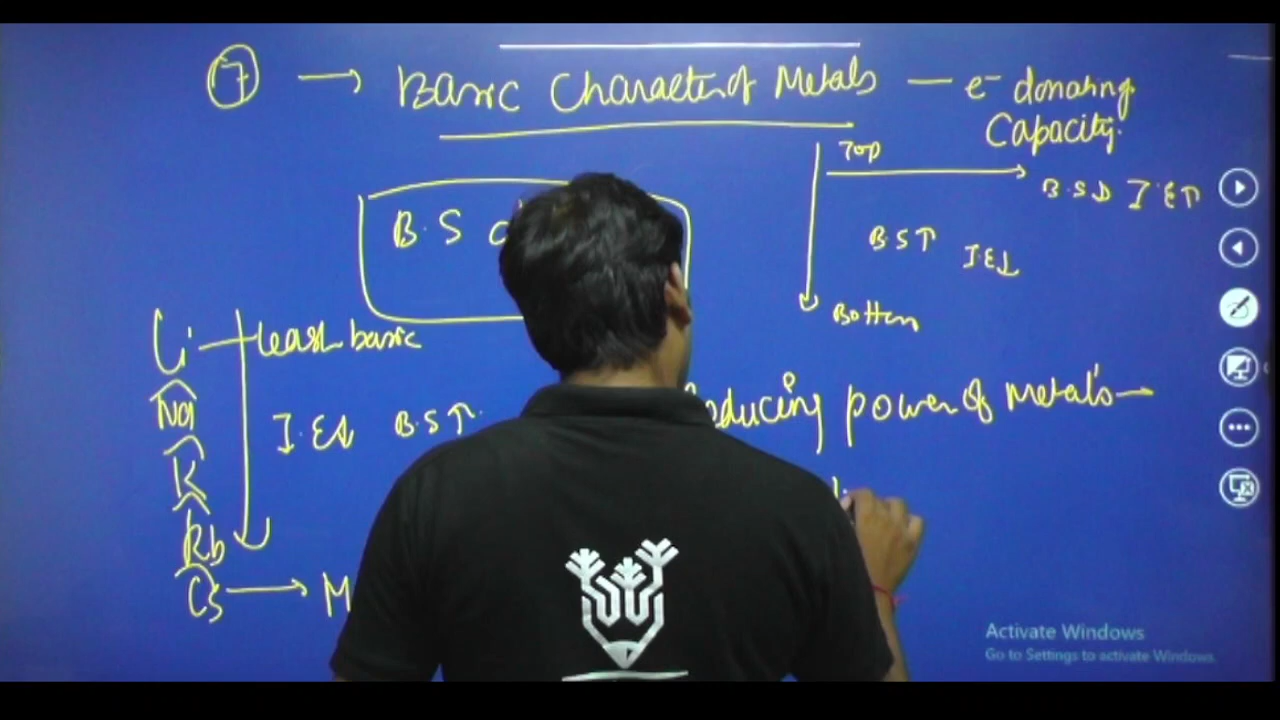 7 → Basic Character of Metals — e⁻ donating
Capacity.
Top
B.S↓ I.E↑
B.S
B.S↑ I.E↓
Bottom
Li — Least basic
Na
K
Rb
Cs → M
I.E↓ B.S↑
Reducing power of Metals →
Activate Windows
Go to Settings to activate Windows.